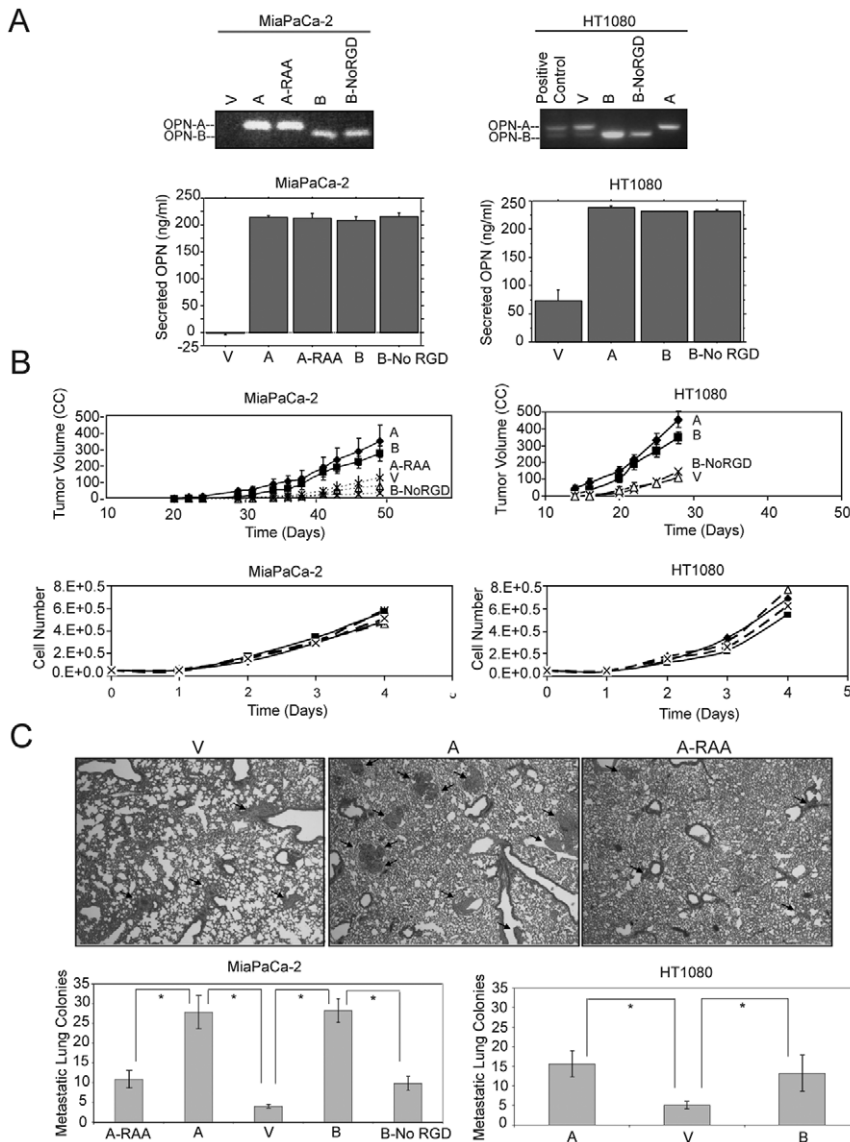 A
MiaPaCa-2
V
A
A-RAA
B
B-NoRGD
OPN-A--
OPN-B--
HT1080
Positive
Control
V
B
B-NoRGD
A
OPN-A--
OPN-B--
MiaPaCa-2
Secreted OPN (ng/ml)
250
200
150
100
50
0
-25
V A A-RAA B B-No RGD
HT1080
Secreted OPN (ng/ml)
250
200
150
100
50
0
V A B B-No RGD
B
MiaPaCa-2
Tumor Volume (CC)
500
400
300
200
100
0
A
B
A-RAA
V
B-NoRGD
10 20 30 40 50
Time (Days)
HT1080
Tumor Volume (CC)
500
400
300
200
100
0
A
B
B-NoRGD
V
10 20 30 40 50
Time (Days)
MiaPaCa-2
Cell Number
8.E+0.5
6.E+0.5
4.E+0.5
2.E+0.5
0.E+0.0
0 1 2 3 4
Time (Days)
HT1080
Cell Number
8.E+0.5
6.E+0.5
4.E+0.5
2.E+0.5
0.E+0.0
0 1 2 3 4 5
Time (Days)
C
V A A-RAA
MiaPaCa-2
Metastatic Lung Colonies
35
30
25
20
15
10
5
0
* * * *
A-RAA A V B B-No RGD
HT1080
Metastatic Lung Colonies
35
30
25
20
15
10
5
0
* *
A V B